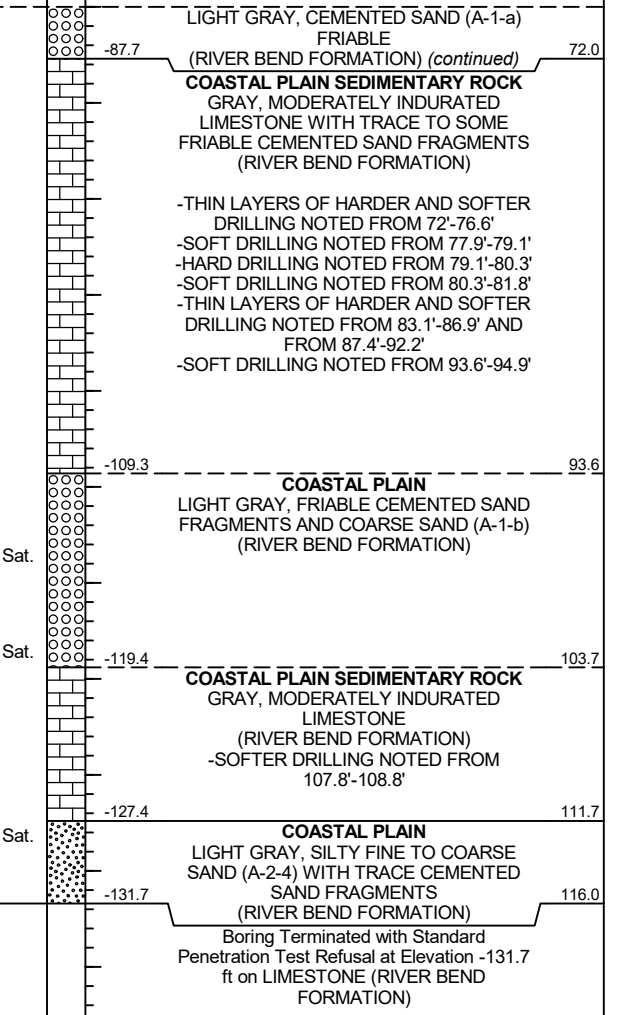 LIGHT GRAY, CEMENTED SAND (A-1-a)
FRIABLE
-87.7 (RIVER BEND FORMATION) (continued) 72.0
COASTAL PLAIN SEDIMENTARY ROCK
GRAY, MODERATELY INDURATED
LIMESTONE WITH TRACE TO SOME
FRIABLE CEMENTED SAND FRAGMENTS
(RIVER BEND FORMATION)
-THIN LAYERS OF HARDER AND SOFTER
DRILLING NOTED FROM 72'-76.6'
-SOFT DRILLING NOTED FROM 77.9'-79.1'
-HARD DRILLING NOTED FROM 79.1'-80.3'
-SOFT DRILLING NOTED FROM 80.3'-81.8'
-THIN LAYERS OF HARDER AND SOFTER
DRILLING NOTED FROM 83.1'-86.9' AND
FROM 87.4'-92.2'
-SOFT DRILLING NOTED FROM 93.6'-94.9'
-109.3 93.6
COASTAL PLAIN
LIGHT GRAY, FRIABLE CEMENTED SAND
FRAGMENTS AND COARSE SAND (A-1-b)
(RIVER BEND FORMATION)
Sat.
Sat.
-119.4 103.7
COASTAL PLAIN SEDIMENTARY ROCK
GRAY, MODERATELY INDURATED
LIMESTONE
(RIVER BEND FORMATION)
-SOFTER DRILLING NOTED FROM
107.8'-108.8'
-127.4 111.7
Sat. COASTAL PLAIN
LIGHT GRAY, SILTY FINE TO COARSE
SAND (A-2-4) WITH TRACE CEMENTED
-131.7 SAND FRAGMENTS 116.0
(RIVER BEND FORMATION)
Boring Terminated with Standard
Penetration Test Refusal at Elevation -131.7
ft on LIMESTONE (RIVER BEND
FORMATION)